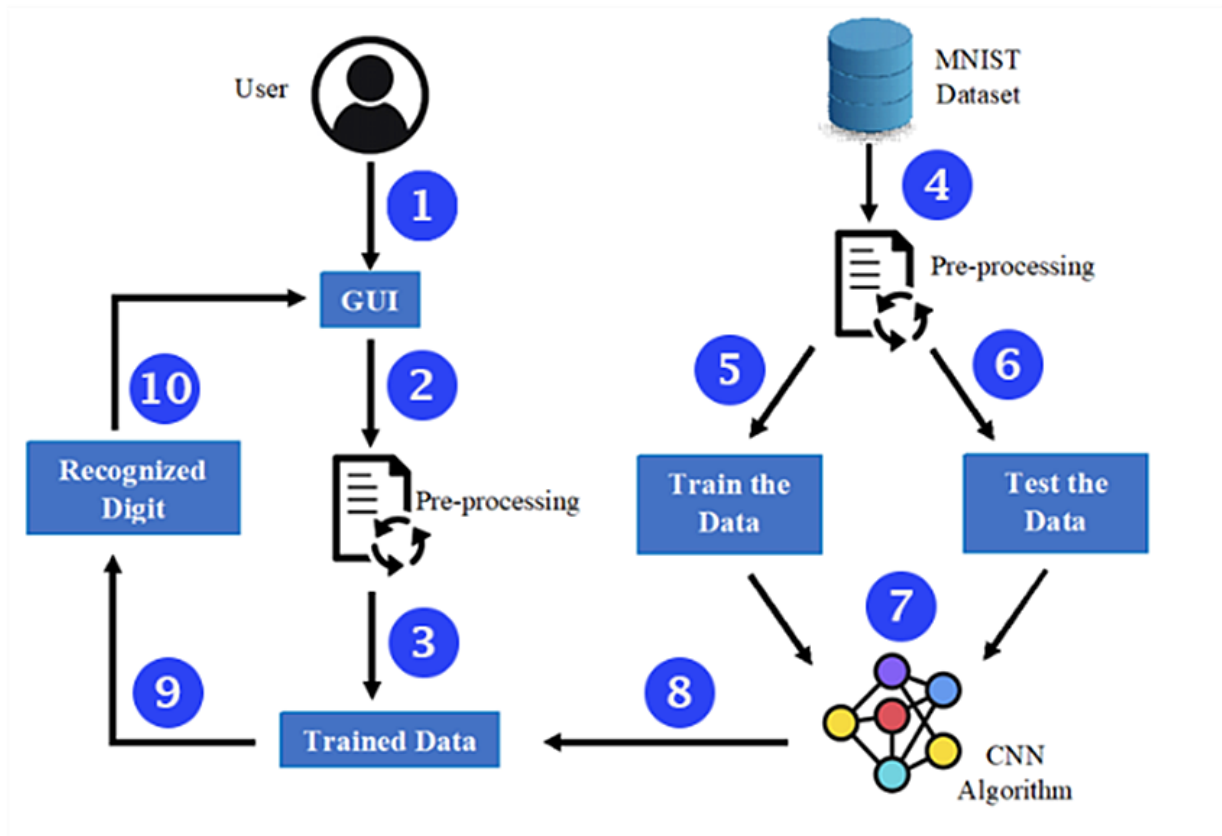 User
MNIST
Dataset
1
4
Pre-processing
GUI
5
6
2
10
Recognized
Digit
Train the
Data
Test the
Data
Pre-processing
7
3
9
8
Trained Data
CNN
Algorithm